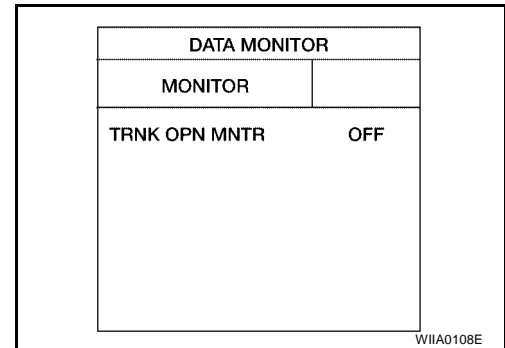 DATA MONITOR
MONITOR
TRNK OPN MNTR OFF
WIIA0108E